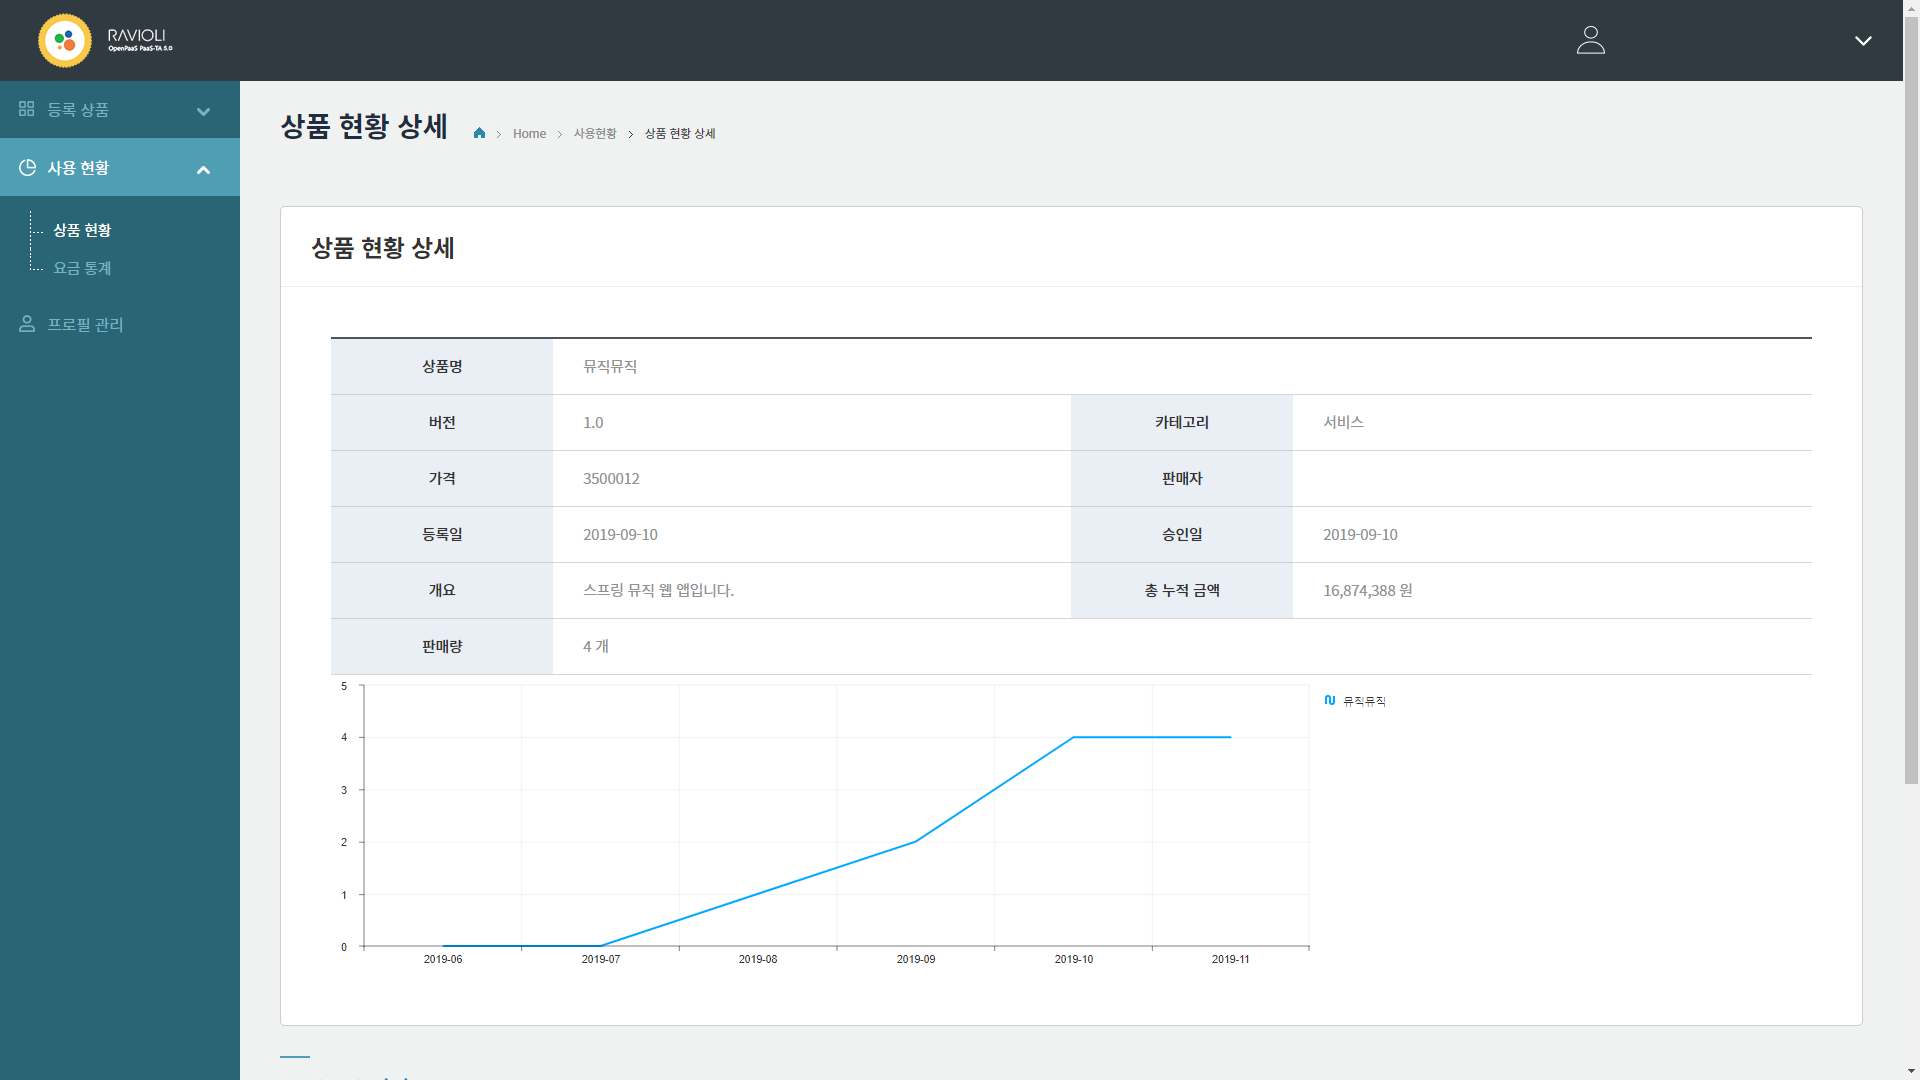 RAVIOLI
OpenPaaS PaaS-TA 5.0
등록 상품
사용 현황
상품 현황
요금 통계
프로필 관리
상품 현황 상세
Home
사용현황
상품 현황 상세
상품 현황 상세
상품명 뮤직뮤직
버전 1.0 카테고리 서비스
가격 3500012 판매자
등록일 2019-09-10 승인일 2019-09-10
개요 스프링 뮤직 웹 앱입니다. 총 누적 금액 16,874,388 원
판매량 4 개
뮤직뮤직
5
4
3
2
1
0
2019-06 2019-07 2019-08 2019-09 2019-10 2019-11